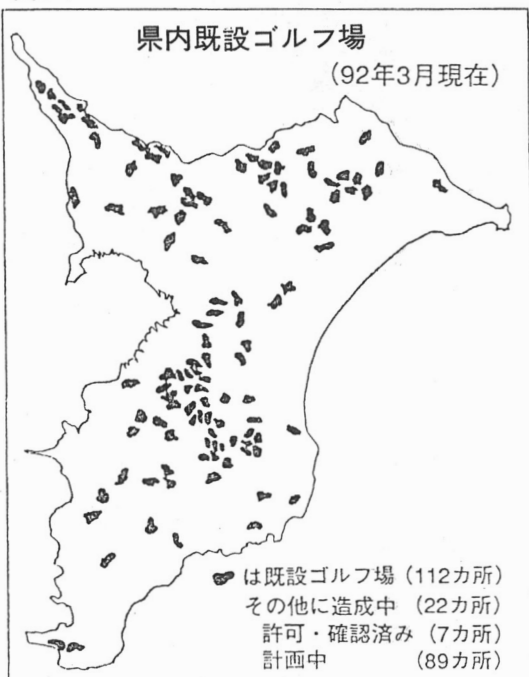 県内既設ゴルフ場
(92年3月現在)
は既設ゴルフ場 (112カ所)
その他に造成中 (22カ所)
許可・確認済み (7カ所)
計画中 (89カ所)